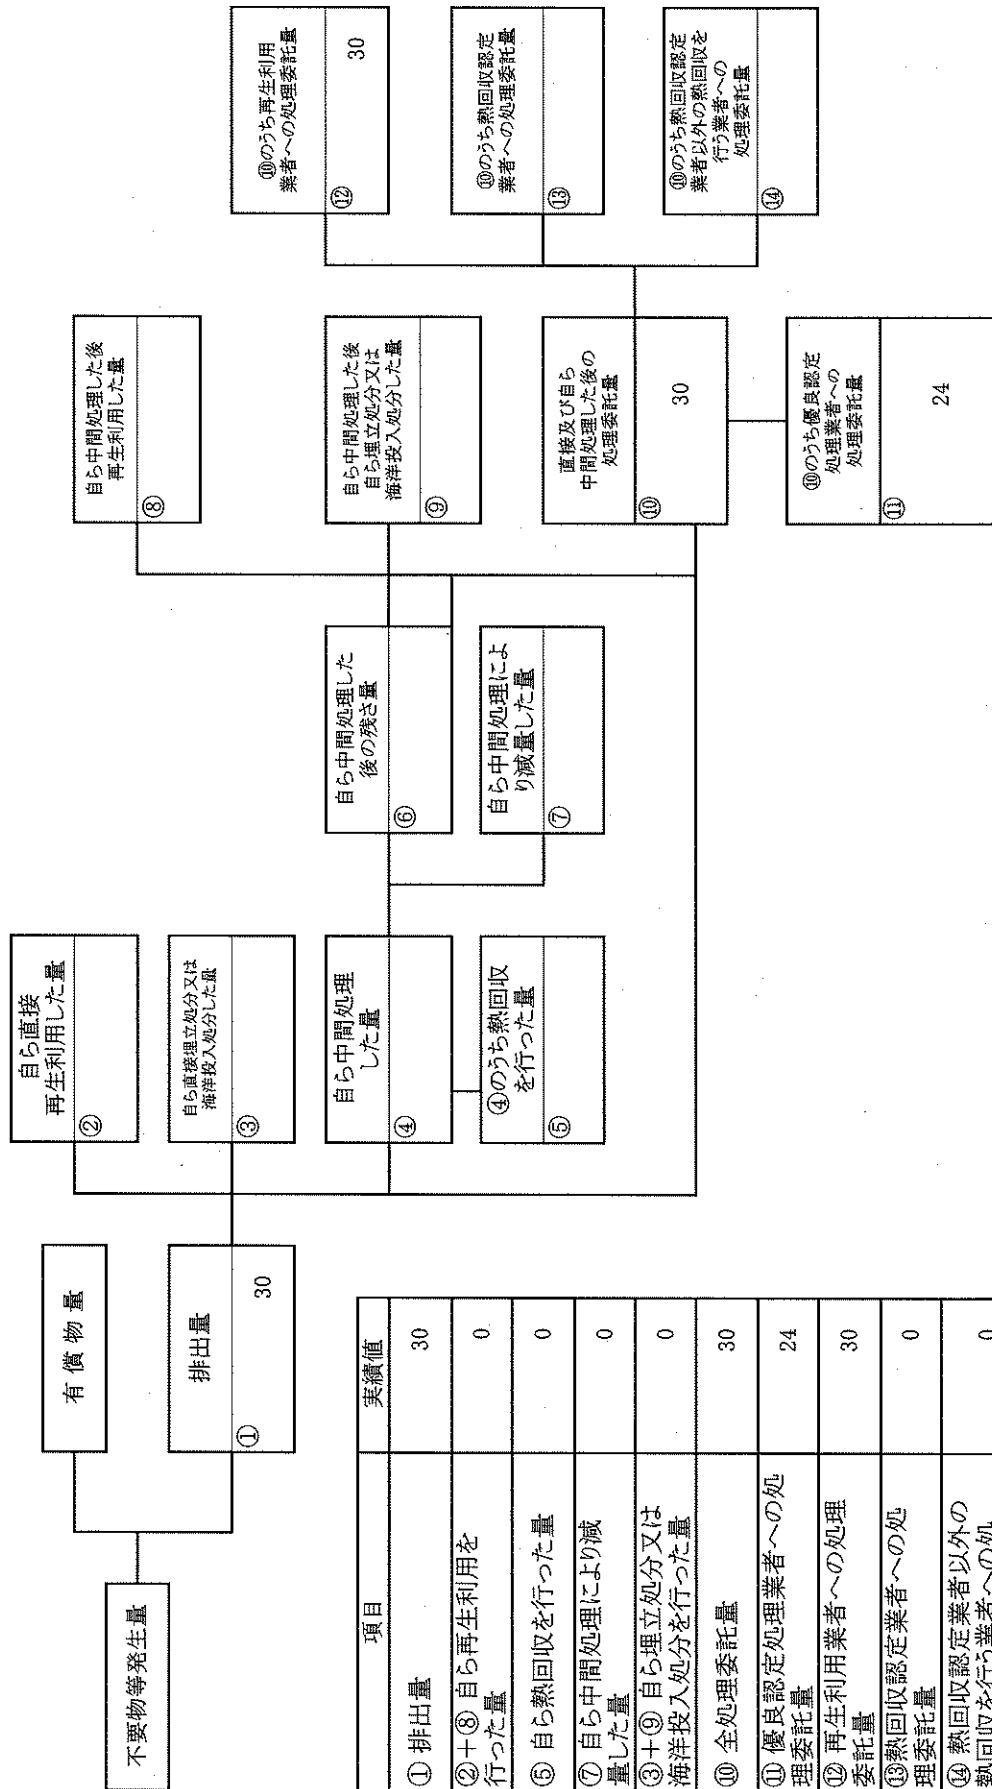 不要物等発生量
有 償 物 量
排出量
①
30
自ら直接
再生利用した量
②
自ら直接埋立処分又は
海洋投入処分した量
③
自ら中間処理
した量
④
④のうち熱回収
を行った量
⑤
自ら中間処理した
後の残さ量
⑥
自ら中間処理によ
り減量した量
⑦
自ら中間処理した後
再生利用した量
⑧
自ら中間処理した後
自ら埋立処分又は
海洋投入処分した量
⑨
直接及び自ら
中間処理した後の
処理委託量
⑩
30
⑩のうち優良認定
処理業者への
処理委託量
⑪
24
⑩のうち再生利用
業者への処理委託量
⑫
30
⑩のうち熱回収認定
業者への処理委託量
⑬
⑩のうち熱回収認定
業者以外の熱回収を
行う業者への
処理委託量
⑭
項目 実績値
① 排出量 30
②+⑧ 自ら再生利用を
行った量 0
⑤ 自ら熱回収を行った量 0
⑦ 自ら中間処理により減
量した量 0
③+⑨ 自ら埋立処分又は
海洋投入処分を行った量 0
⑩ 全処理委託量 30
⑪ 優良認定処理業者への処
理委託量 24
⑫ 再生利用業者への処理
委託量 30
⑬熱回収認定業者への処
理委託量 0
⑭ 熱回収認定業者以外の
熱回収を行う業者への処 0